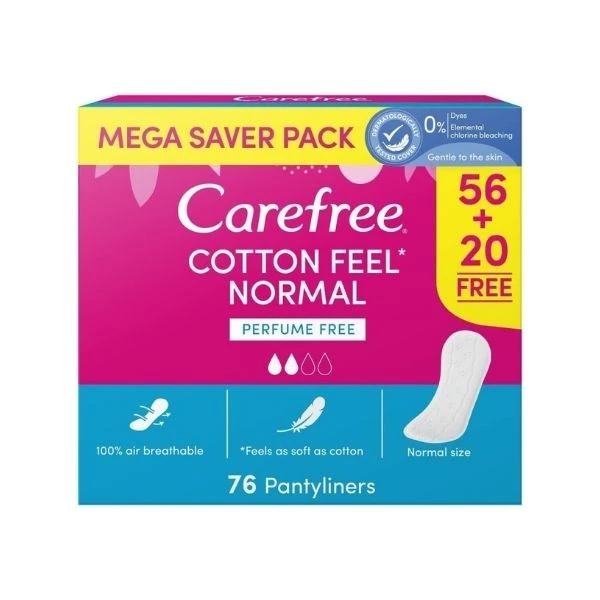 Carefree
MEGA SAVER PACK
DERMATOLOGICALLY
TESTED COVER
0%
Dyes
Elemental
chlorine bleaching
Gentle to the skin
Carefree®
COTTON FEEL*
NORMAL
PERFUME FREE
56
+
20
FREE
100% air breathable
*Feels as soft as cotton
Normal size
76 Pantyliners